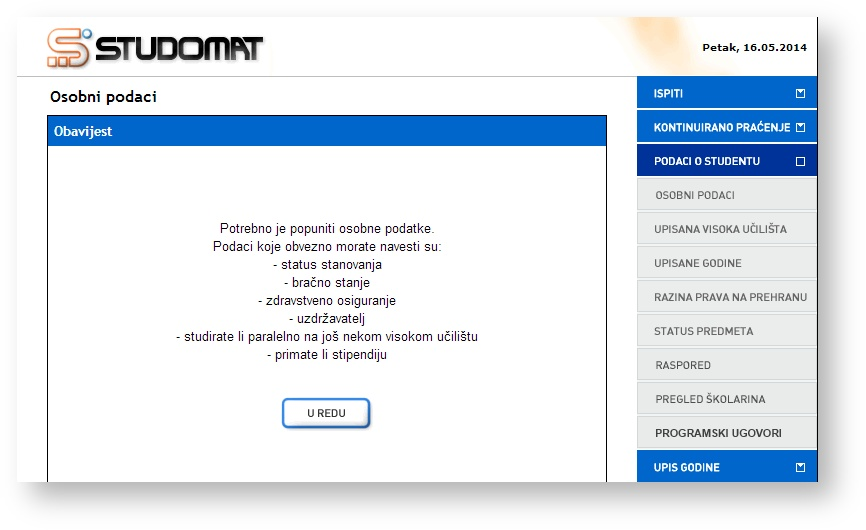 STUDOMAT
Petak, 16.05.2014
Osobni podaci
Obavijest
Potrebno je popuniti osobne podatke.
Podaci koje obvezno morate navesti su:
- status stanovanja
- bračno stanje
- zdravstveno osiguranje
- uzdržavatelj
- studirate li paralelno na još nekom visokom učilištu
- primate li stipendiju
U REDU
ISPITI
KONTINUIRANO PRAĆENJE
PODACI O STUDENTU
OSOBNI PODACI
UPISANA VISOKA UČILIŠTA
UPISANE GODINE
RAZINA PRAVA NA PREHRANU
STATUS PREDMETA
RASPORED
PREGLED ŠKOLARINA
PROGRAMSKI UGOVORI
UPIS GODINE